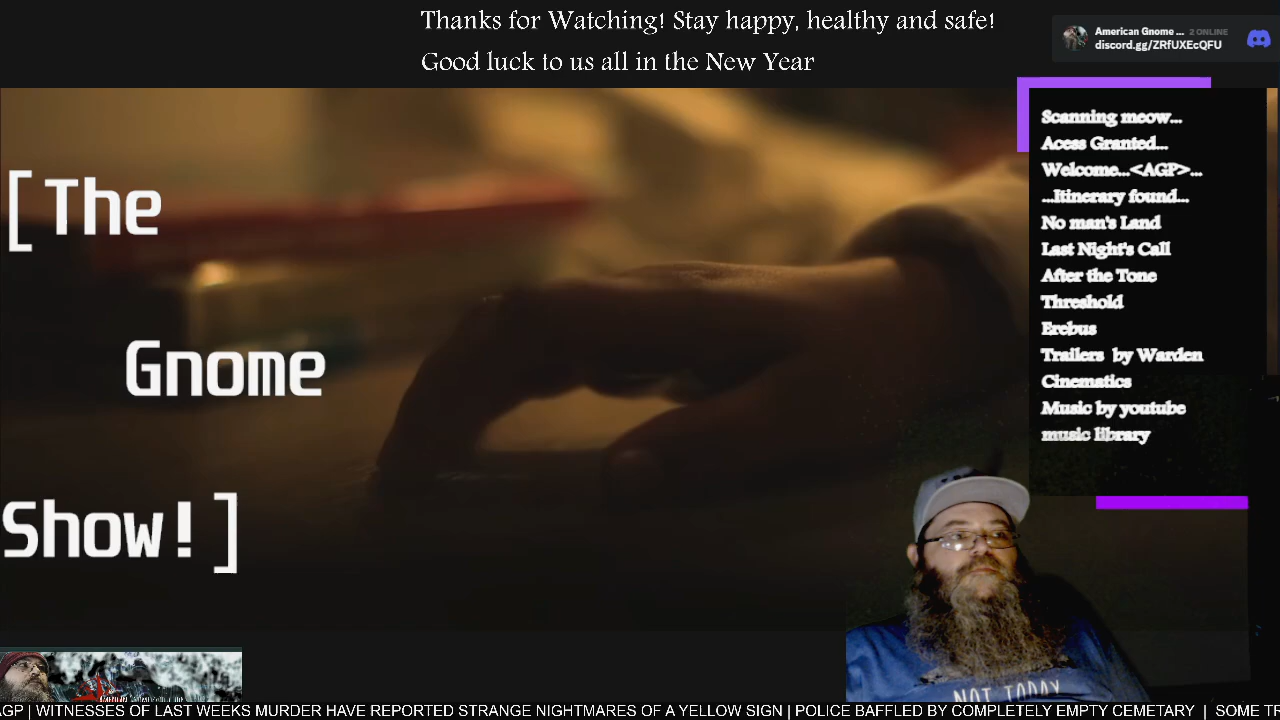 Thanks for Watching! Stay happy, healthy and safe!
Good luck to us all in the New Year
American Gnome ... 2 ONLINE
discord.gg/ZRfUXEcQFU
[The
Gnome
Show!]
Scanning meow...
Acess Granted...
Welcome...<AGP>...
...Itinerary found...
No man's Land
Last Night's Call
After the Tone
Threshold
Erebus
Trailers by Warden
Cinematics
Music by youtube
music library
NOT TODAY
AGP | WITNESSES OF LAST WEEKS MURDER HAVE REPORTED STRANGE NIGHTMARES OF A YELLOW SIGN | POLICE BAFFLED BY COMPLETELY EMPTY CEMETARY | SOME TR